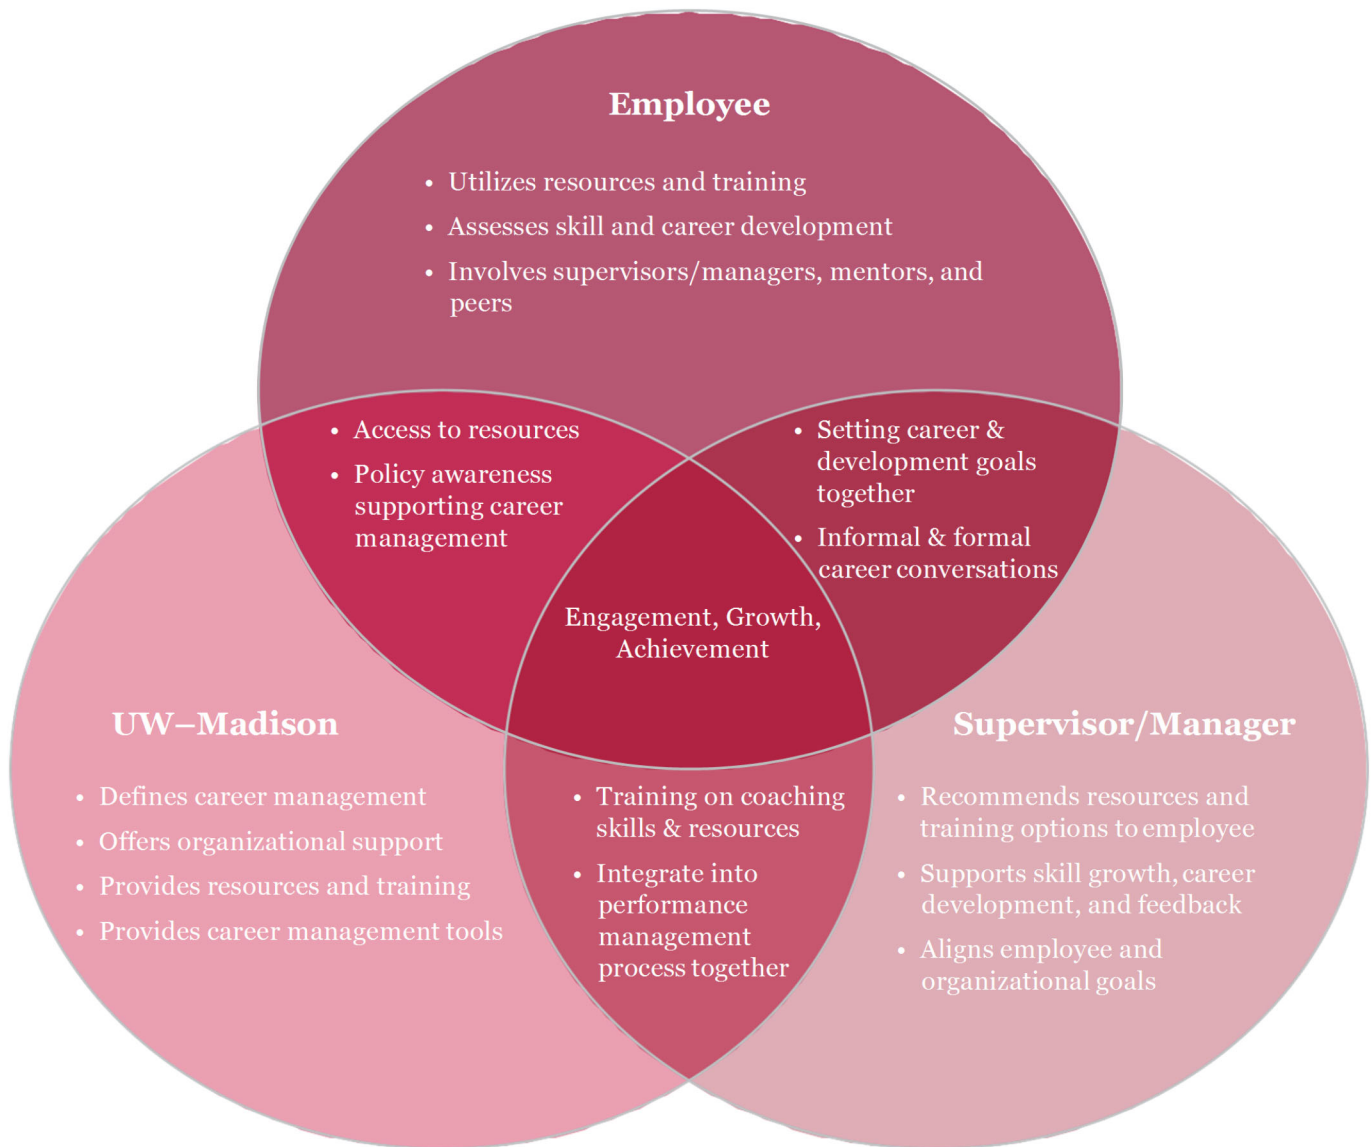 Employee
• Utilizes resources and training
• Assesses skill and career development
• Involves supervisors/managers, mentors, and
peers
• Access to resources
• Policy awareness
supporting career
management
• Setting career &
development goals
together
• Informal & formal
career conversations
Engagement, Growth,
Achievement
UW–Madison
• Defines career management
• Offers organizational support
• Provides resources and training
• Provides career management tools
• Training on coaching
skills & resources
• Integrate into
performance
management
process together
Supervisor/Manager
• Recommends resources and
training options to employee
• Supports skill growth, career
development, and feedback
• Aligns employee and
organizational goals